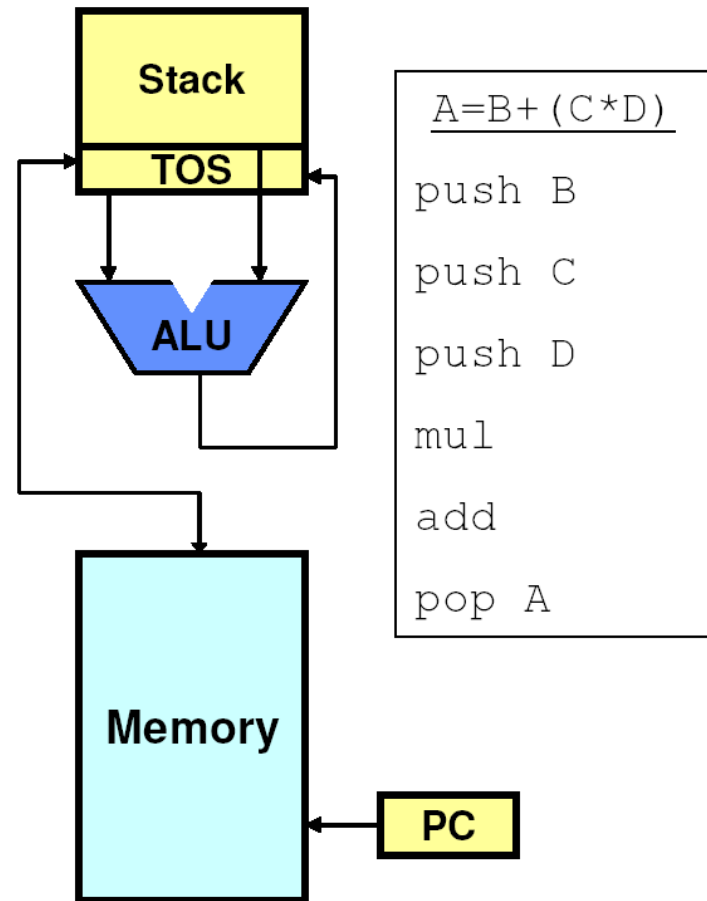 Stack
TOS
ALU
Memory
PC
A=B+(C*D)
push B
push C
push D
mul
add
pop A